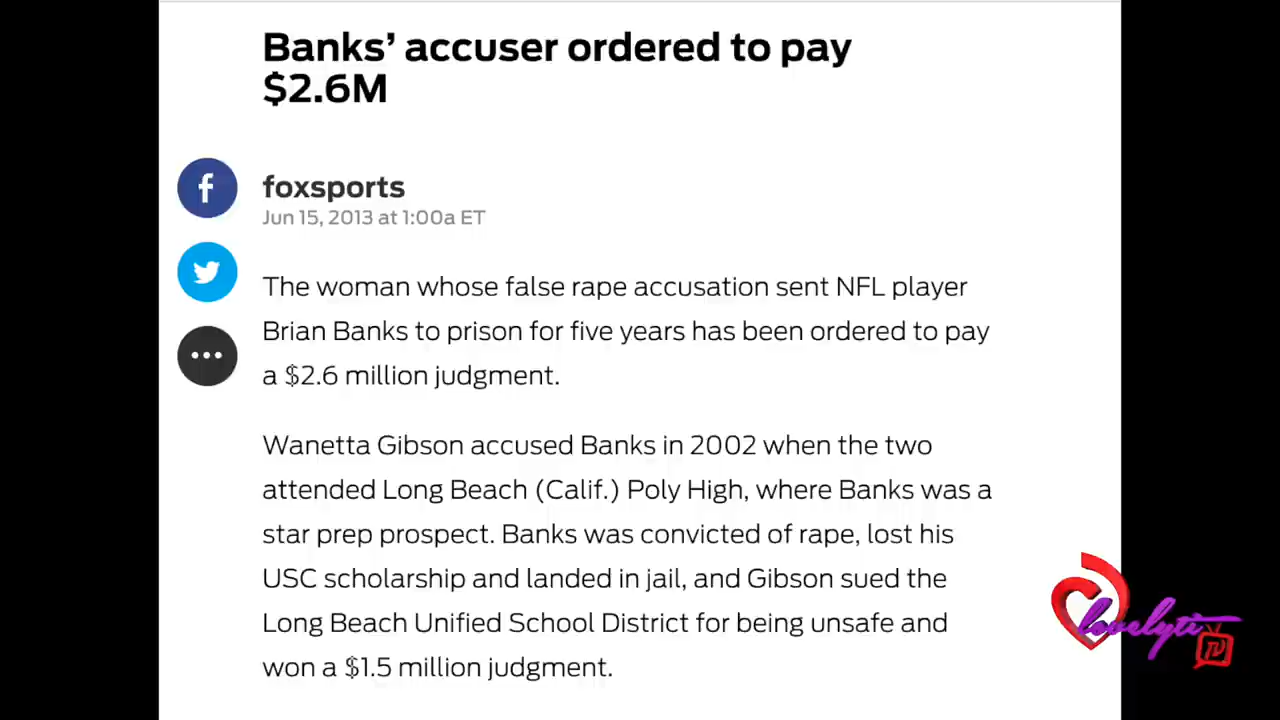 Banks’ accuser ordered to pay
$2.6M
f
foxsports
Jun 15, 2013 at 1:00a ET
The woman whose false rape accusation sent NFL player
Brian Banks to prison for five years has been ordered to pay
a $2.6 million judgment.
Wanetta Gibson accused Banks in 2002 when the two
attended Long Beach (Calif.) Poly High, where Banks was a
star prep prospect. Banks was convicted of rape, lost his
USC scholarship and landed in jail, and Gibson sued the
Long Beach Unified School District for being unsafe and
won a $1.5 million judgment.
lovelyti
TV